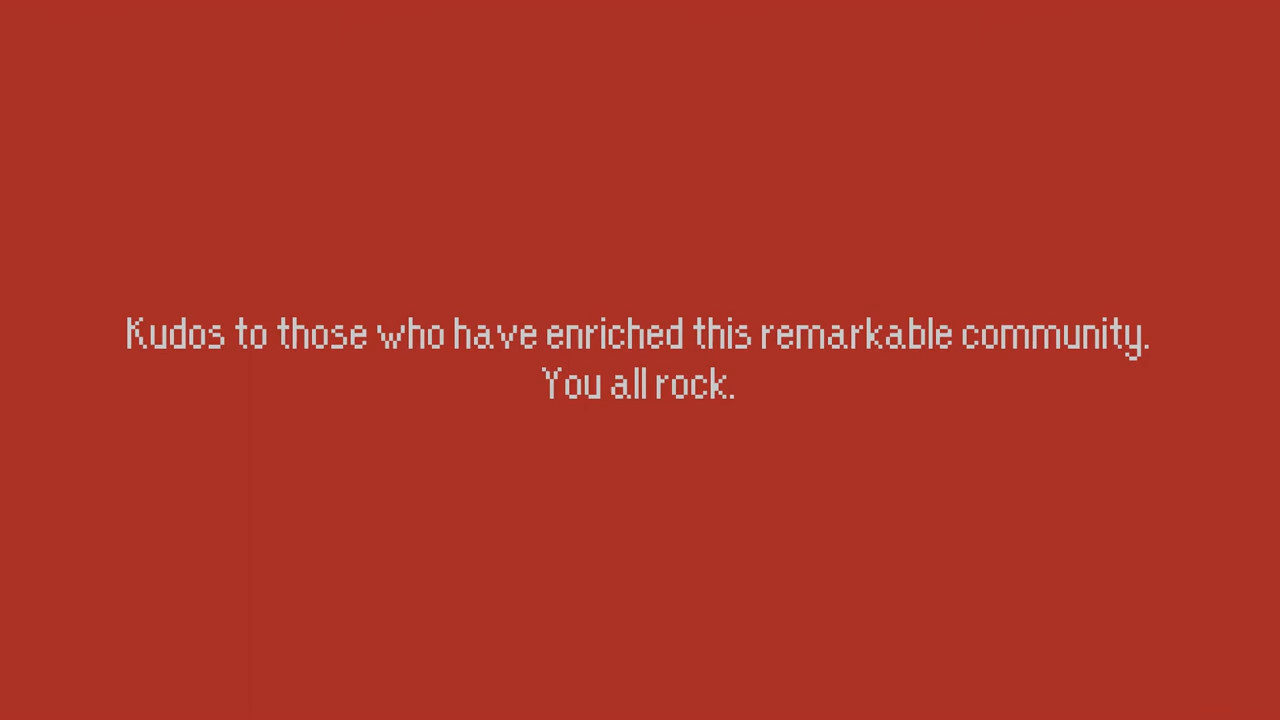 Kudos to those who have enriched this remarkable community.
You all rock.